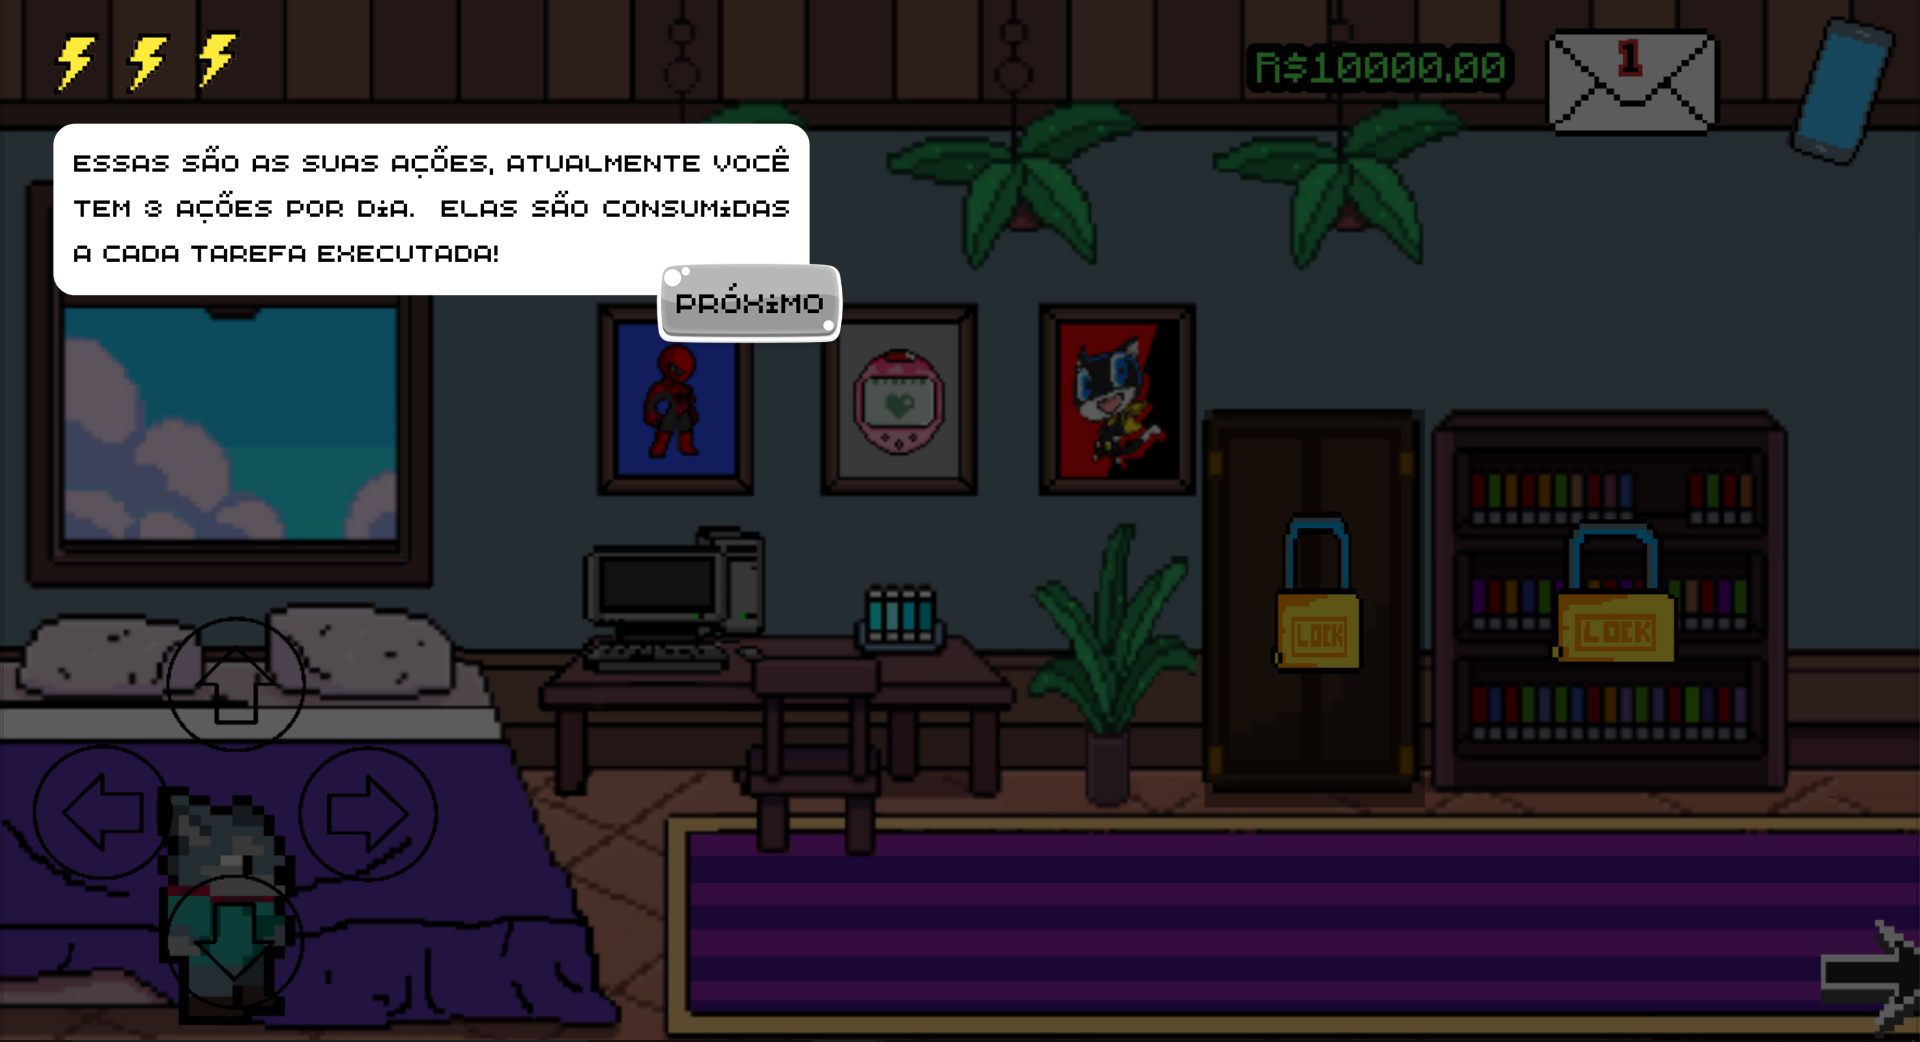 R$10000.00
1
ESSAS SÃO AS SUAS AÇÕES, ATUALMENTE VOCÊ
TEM 3 AÇÕES POR DIA. ELAS SÃO CONSUMIDAS
A CADA TAREFA EXECUTADA!
PRÓXIMO
LOCK
LOCK